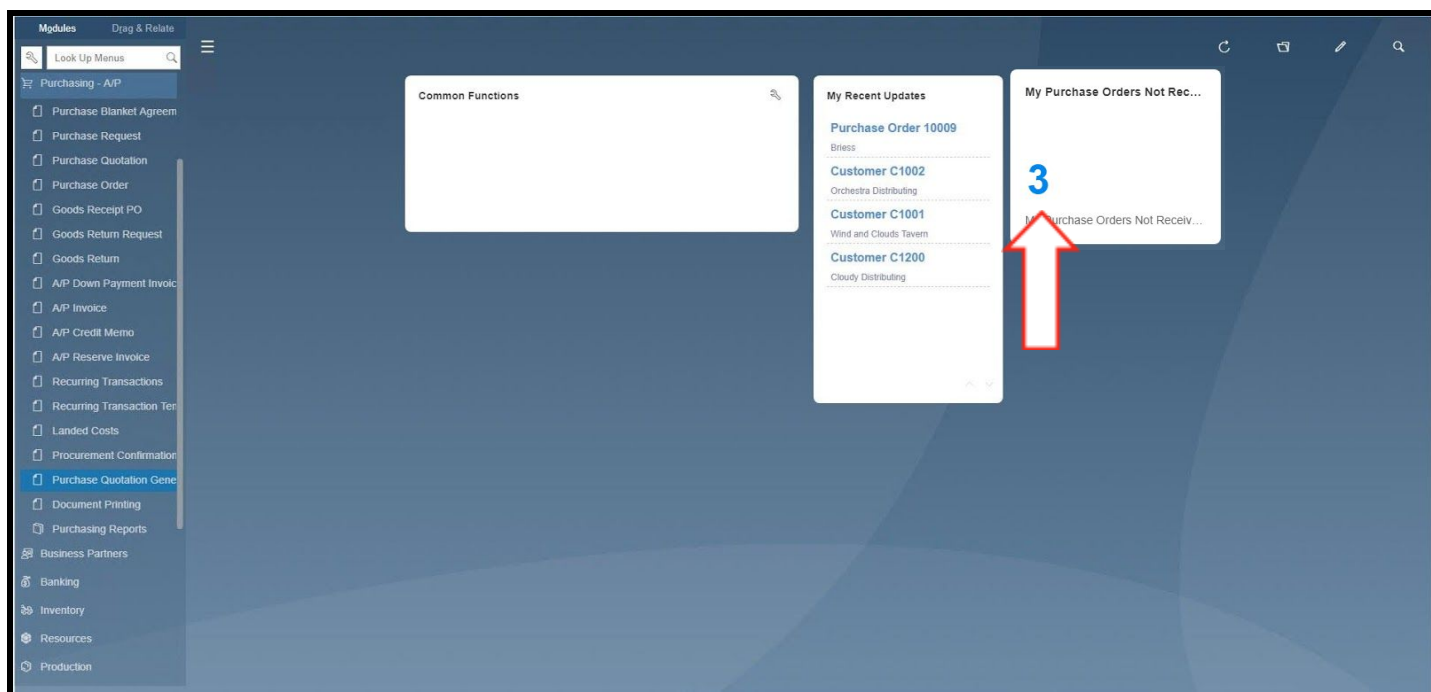 Modules Drag & Relate
Look Up Menus
Purchasing - A/P
Purchase Blanket Agreem
Purchase Request
Purchase Quotation
Purchase Order
Goods Receipt PO
Goods Return Request
Goods Return
A/P Down Payment Invoic
A/P Invoice
A/P Credit Memo
A/P Reserve Invoice
Recurring Transactions
Recurring Transaction Tem
Landed Costs
Procurement Confirmation
Purchase Quotation Gene
Document Printing
Purchasing Reports
Business Partners
Banking
Inventory
Resources
Production
Common Functions
My Recent Updates
Purchase Order 10009
Briess
Customer C1002
Orchestra Distributing
Customer C1001
Wind and Clouds Tavern
Customer C1200
Cloudy Distributing
My Purchase Orders Not Rec...
3
My Purchase Orders Not Receiv...